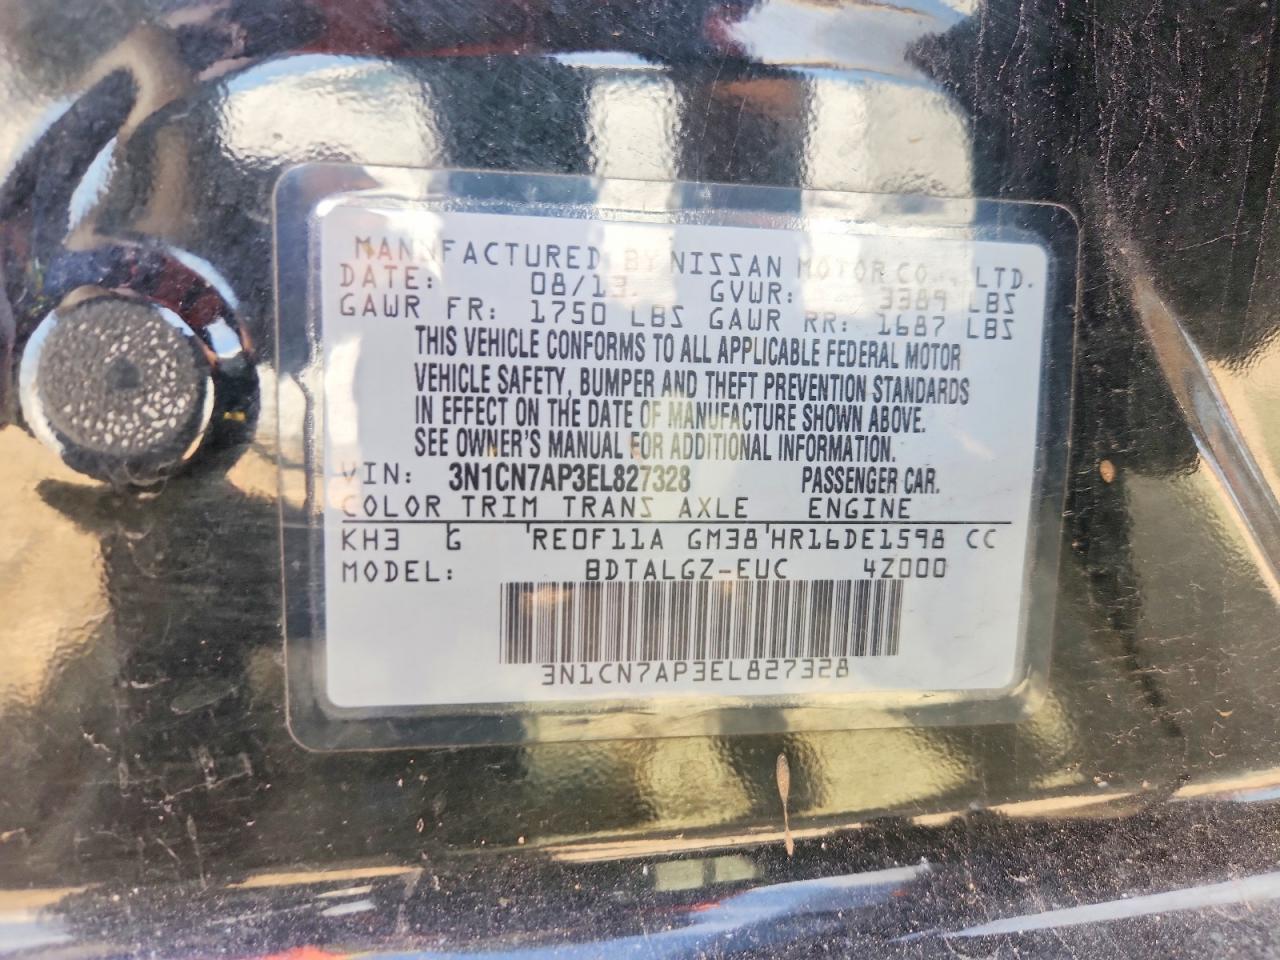 MANUFACTURED BY NISSAN MOTOR CO., LTD.
DATE: 08/13. GVWR: 3389 LBS
GAWR FR: 1750 LBS GAWR RR: 1687 LBS
THIS VEHICLE CONFORMS TO ALL APPLICABLE FEDERAL MOTOR
VEHICLE SAFETY, BUMPER AND THEFT PREVENTION STANDARDS
IN EFFECT ON THE DATE OF MANUFACTURE SHOWN ABOVE.
SEE OWNER'S MANUAL FOR ADDITIONAL INFORMATION.
VIN: 3N1CN7AP3EL827328 PASSENGER CAR.
COLOR TRIM TRANS AXLE ENGINE
KH3 G 'RE0F11A GM38'HR16DE1598 CC
MODEL: BDTALGZ-EUC 4Z000
3N1CN7AP3EL827328